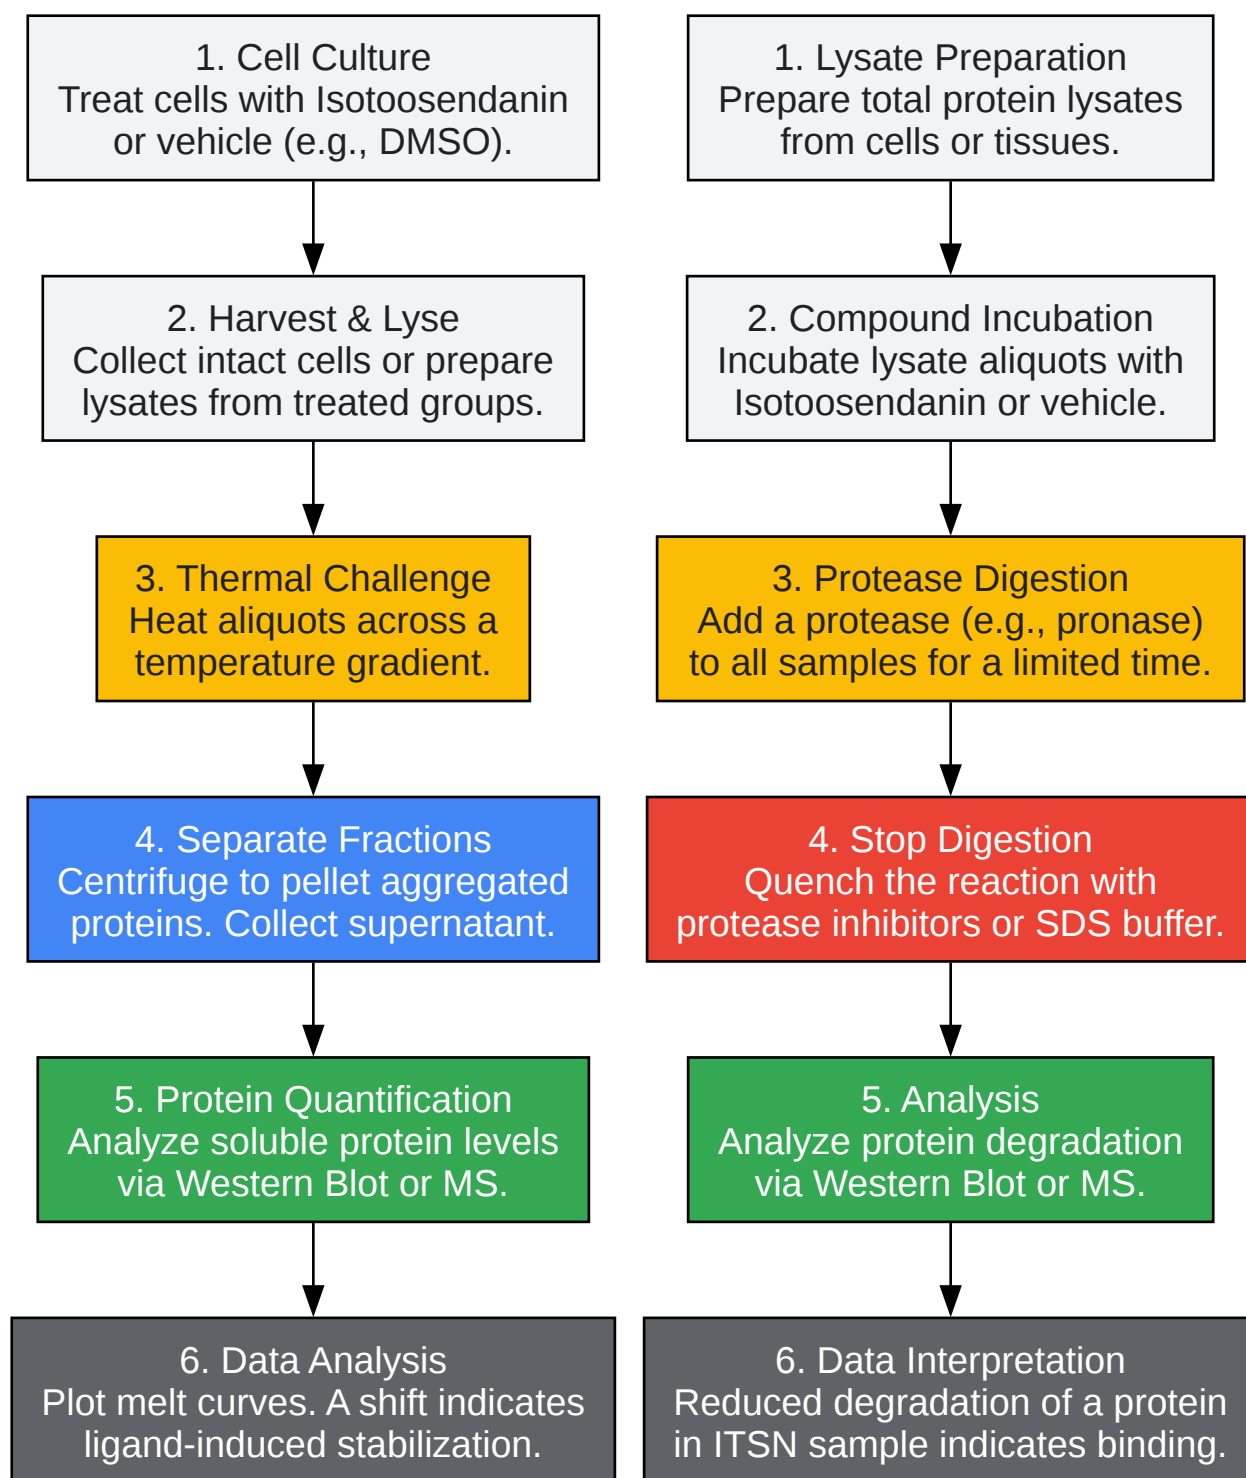 1. Cell Culture
Treat cells with Isotoosendanin
or vehicle (e.g., DMSO).
2. Harvest & Lyse
Collect intact cells or prepare
lysates from treated groups.
3. Thermal Challenge
Heat aliquots across a
temperature gradient.
4. Separate Fractions
Centrifuge to pellet aggregated
proteins. Collect supernatant.
5. Protein Quantification
Analyze soluble protein levels
via Western Blot or MS.
6. Data Analysis
Plot melt curves. A shift indicates
ligand-induced stabilization.
1. Lysate Preparation
Prepare total protein lysates
from cells or tissues.
2. Compound Incubation
Incubate lysate aliquots with
Isotoosendanin or vehicle.
3. Protease Digestion
Add a protease (e.g., pronase)
to all samples for a limited time.
4. Stop Digestion
Quench the reaction with
protease inhibitors or SDS buffer.
5. Analysis
Analyze protein degradation
via Western Blot or MS.
6. Data Interpretation
Reduced degradation of a protein
in ITSN sample indicates binding.